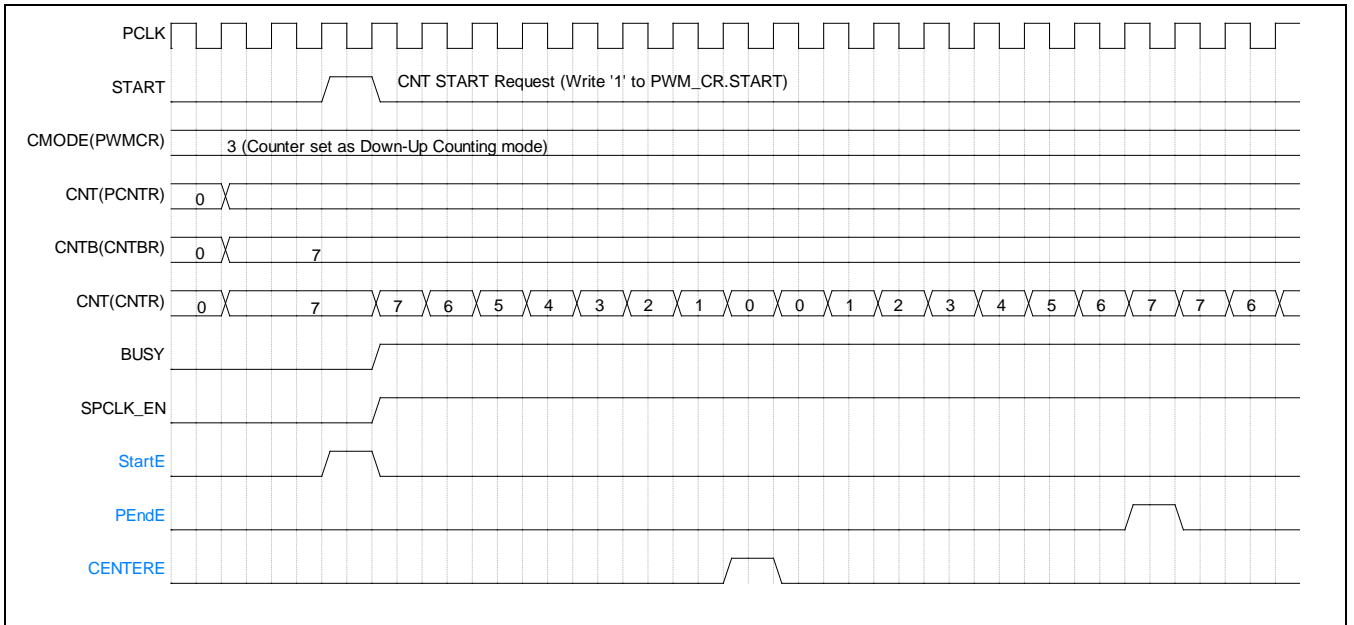 PCLK
START CNT START Request (Write '1' to PWM_CR.START)
CMODE(PWMCR) 3 (Counter set as Down-Up Counting mode)
CNT(PCNTR) 0
CNTB(CNTBR) 0 7
CNT(CNTR) 0 7 7 6 5 4 3 2 1 0 0 1 2 3 4 5 6 7 7 6
BUSY
SPCLK_EN
StartE
PEndE
CENTERE